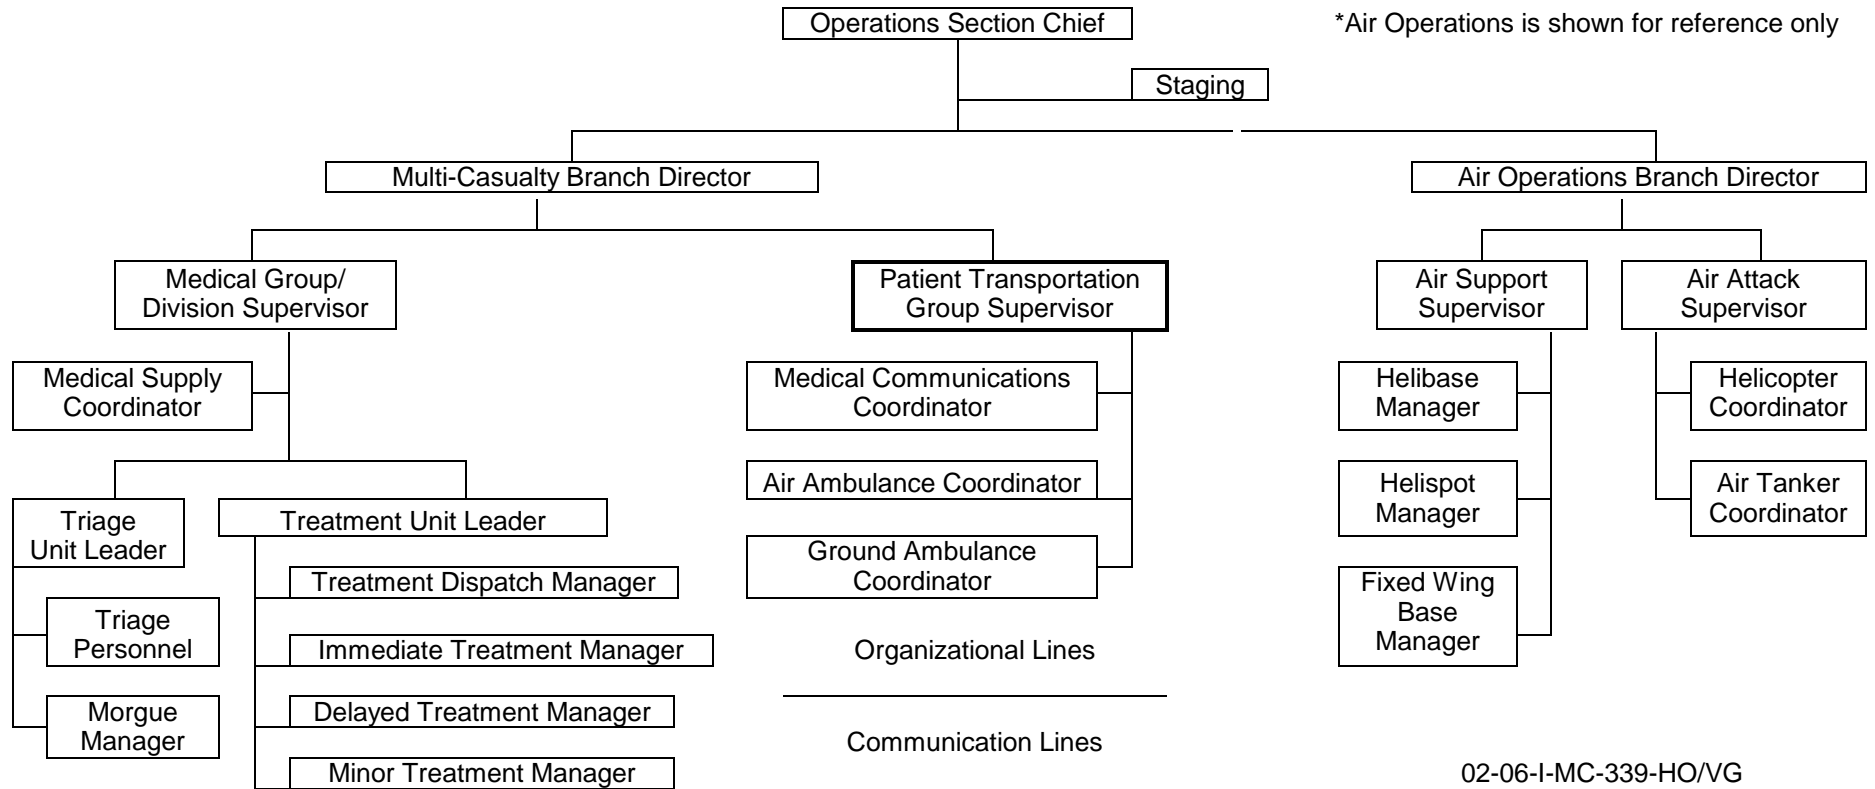 Operations Section Chief
*Air Operations is shown for reference only
Staging
Multi-Casualty Branch Director
Air Operations Branch Director
Medical Group/
Division Supervisor
Patient Transportation
Group Supervisor
Air Support
Supervisor
Air Attack
Supervisor
Medical Supply
Coordinator
Medical Communications
Coordinator
Helibase
Manager
Helicopter
Coordinator
Triage
Unit Leader
Treatment Unit Leader
Air Ambulance Coordinator
Helispot
Manager
Air Tanker
Coordinator
Ground Ambulance
Coordinator
Treatment Dispatch Manager
Fixed Wing
Base
Manager
Triage
Personnel
Immediate Treatment Manager
Organizational Lines
Morgue
Manager
Delayed Treatment Manager
Communication Lines
Minor Treatment Manager
02-06-I-MC-339-HO/VG